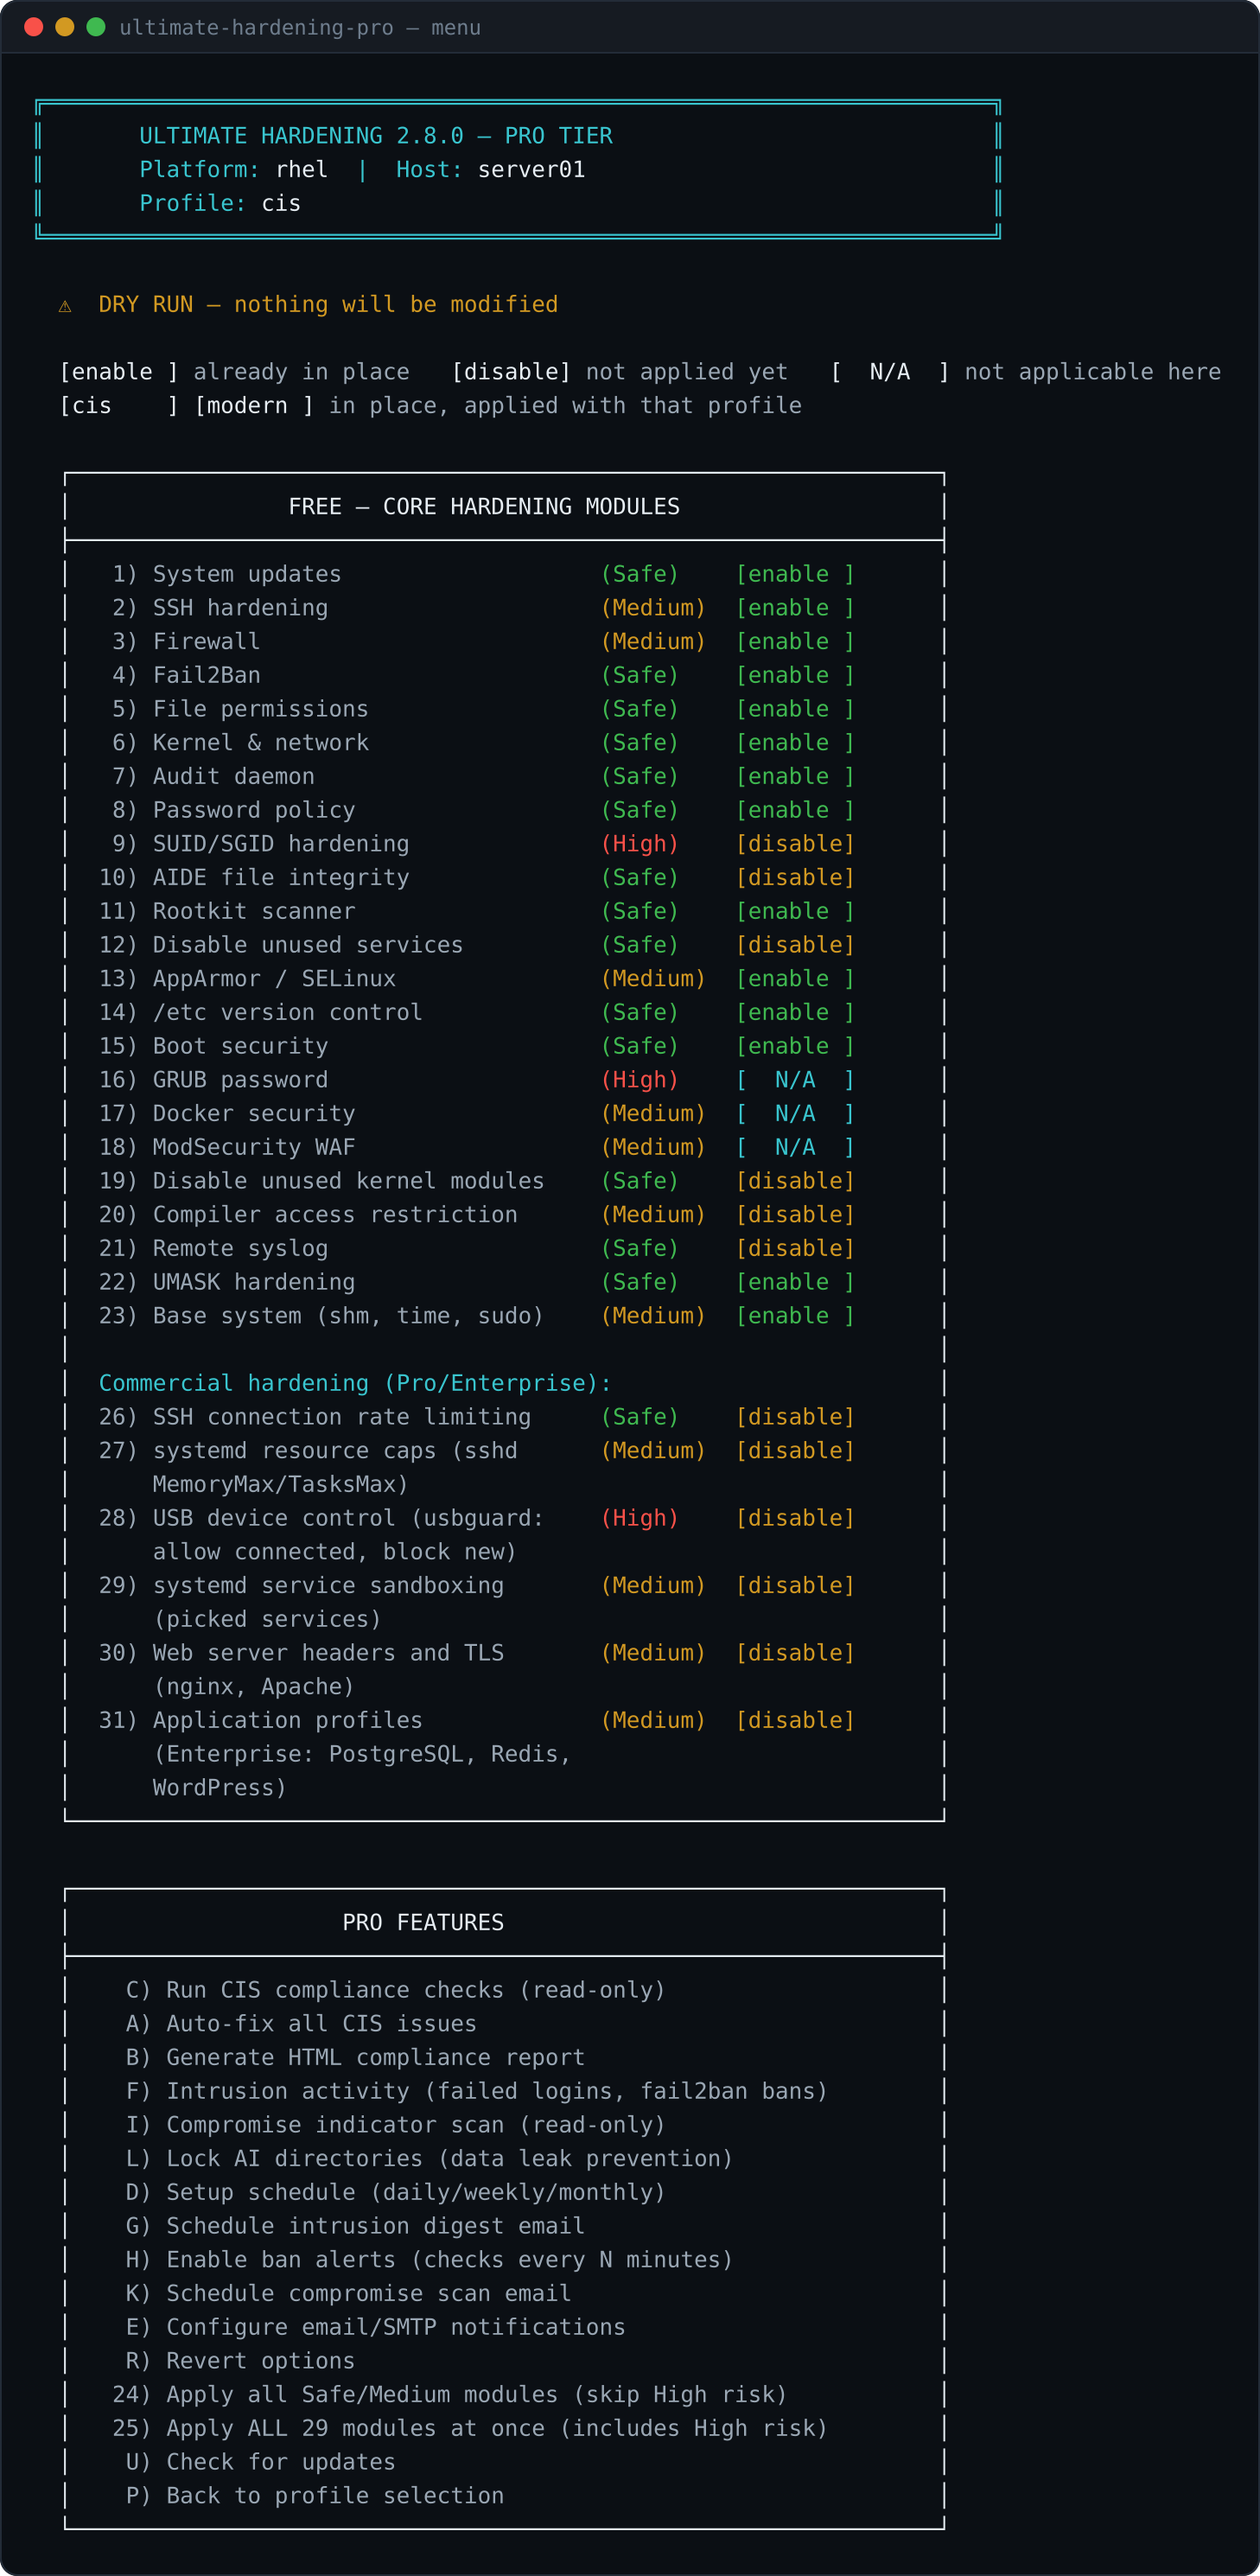 ultimate-hardening-pro — menu
ULTIMATE HARDENING 2.8.0 — PRO TIER
Platform: rhel | Host: server01
Profile: cis
⚠ DRY RUN — nothing will be modified
[enable ] already in place [disable] not applied yet [ N/A ] not applicable here
[cis ] [modern ] in place, applied with that profile
FREE — CORE HARDENING MODULES
1) System updates (Safe) [enable ]
2) SSH hardening (Medium) [enable ]
3) Firewall (Medium) [enable ]
4) Fail2Ban (Safe) [enable ]
5) File permissions (Safe) [enable ]
6) Kernel & network (Safe) [enable ]
7) Audit daemon (Safe) [enable ]
8) Password policy (Safe) [enable ]
9) SUID/SGID hardening (High) [disable]
10) AIDE file integrity (Safe) [disable]
11) Rootkit scanner (Safe) [enable ]
12) Disable unused services (Safe) [disable]
13) AppArmor / SELinux (Medium) [enable ]
14) /etc version control (Safe) [enable ]
15) Boot security (Safe) [enable ]
16) GRUB password (High) [ N/A ]
17) Docker security (Medium) [ N/A ]
18) ModSecurity WAF (Medium) [ N/A ]
19) Disable unused kernel modules (Safe) [disable]
20) Compiler access restriction (Medium) [disable]
21) Remote syslog (Safe) [disable]
22) UMASK hardening (Safe) [enable ]
23) Base system (shm, time, sudo) (Medium) [enable ]
Commercial hardening (Pro/Enterprise):
26) SSH connection rate limiting (Safe) [disable]
27) systemd resource caps (sshd (Medium) [disable]
MemoryMax/TasksMax)
28) USB device control (usbguard: (High) [disable]
allow connected, block new)
29) systemd service sandboxing (Medium) [disable]
(picked services)
30) Web server headers and TLS (Medium) [disable]
(nginx, Apache)
31) Application profiles (Medium) [disable]
(Enterprise: PostgreSQL, Redis,
WordPress)
PRO FEATURES
C) Run CIS compliance checks (read-only)
A) Auto-fix all CIS issues
B) Generate HTML compliance report
F) Intrusion activity (failed logins, fail2ban bans)
I) Compromise indicator scan (read-only)
L) Lock AI directories (data leak prevention)
D) Setup schedule (daily/weekly/monthly)
G) Schedule intrusion digest email
H) Enable ban alerts (checks every N minutes)
K) Schedule compromise scan email
E) Configure email/SMTP notifications
R) Revert options
24) Apply all Safe/Medium modules (skip High risk)
25) Apply ALL 29 modules at once (includes High risk)
U) Check for updates
P) Back to profile selection